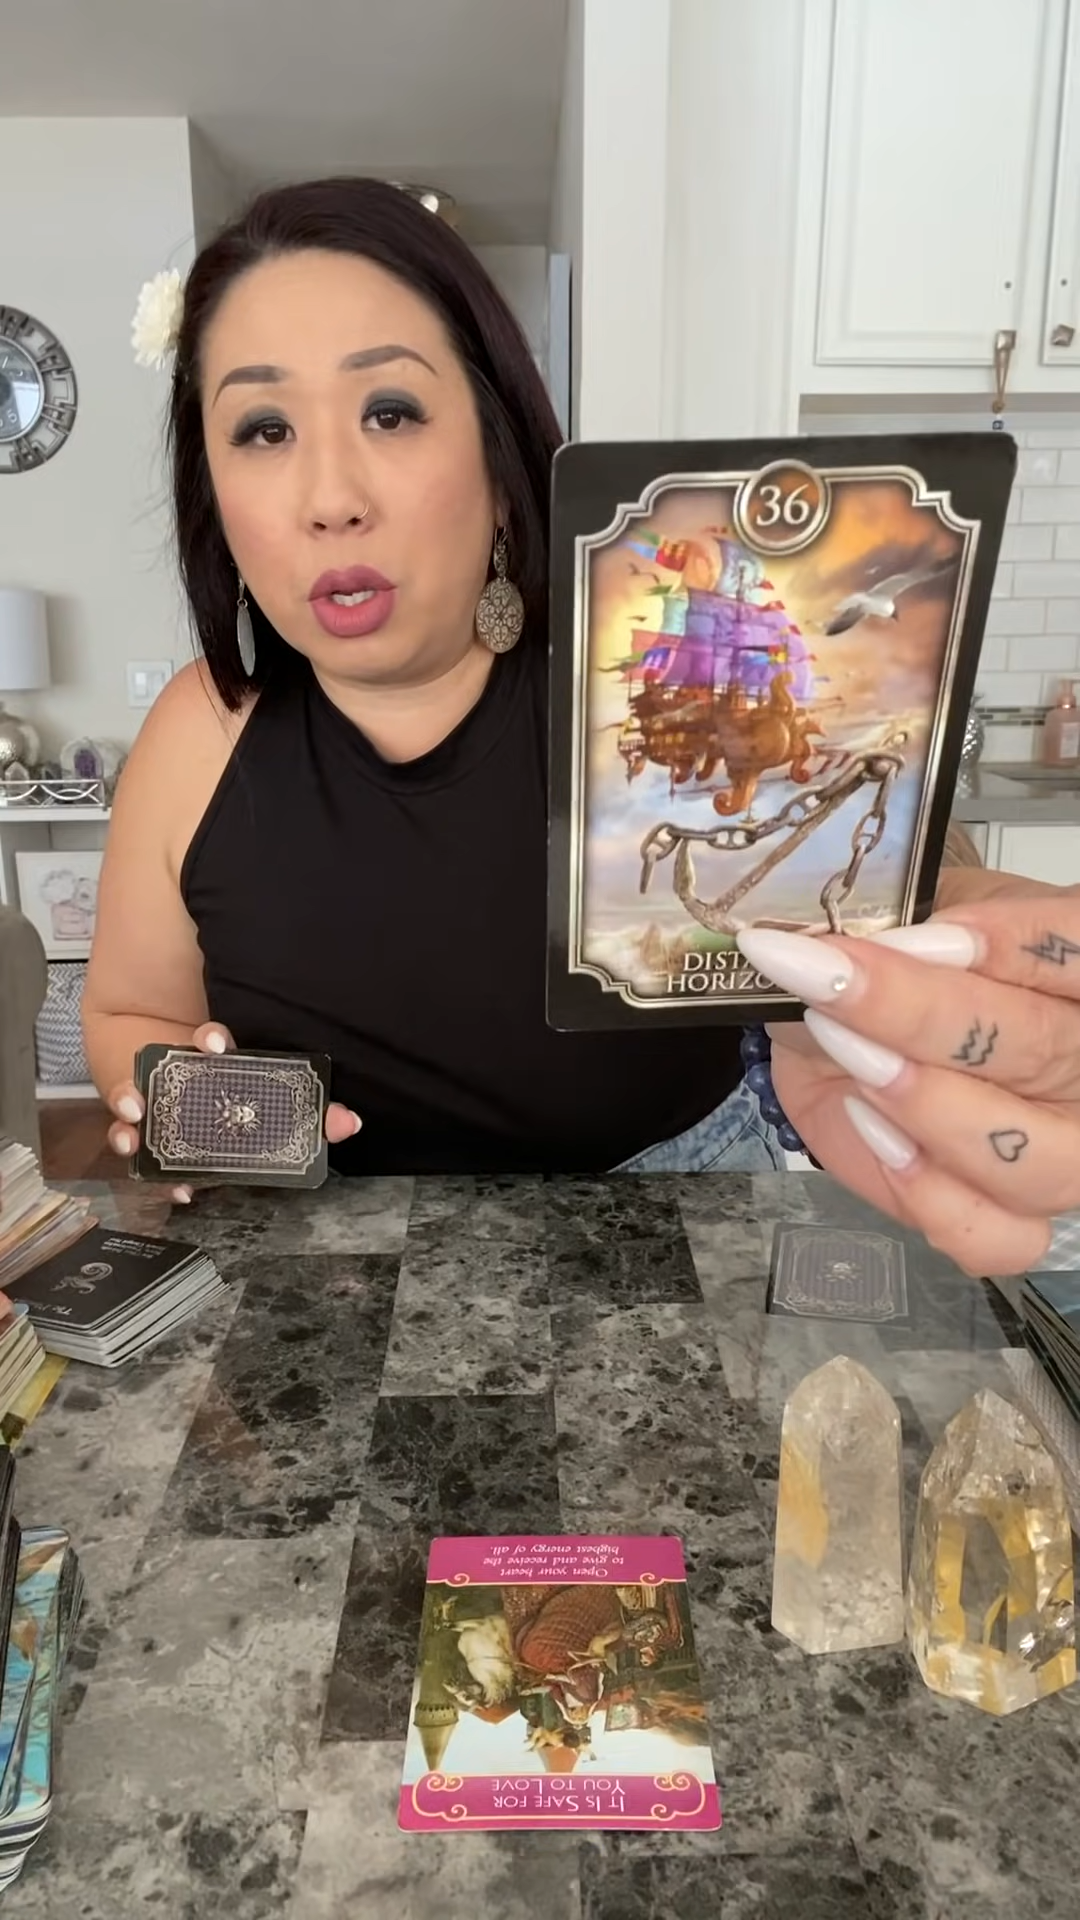 36
DISTA
HORIZO
Open your heart
to give and receive the
highest energy of all.
IT IS SAFE FOR
YOU TO LOVE